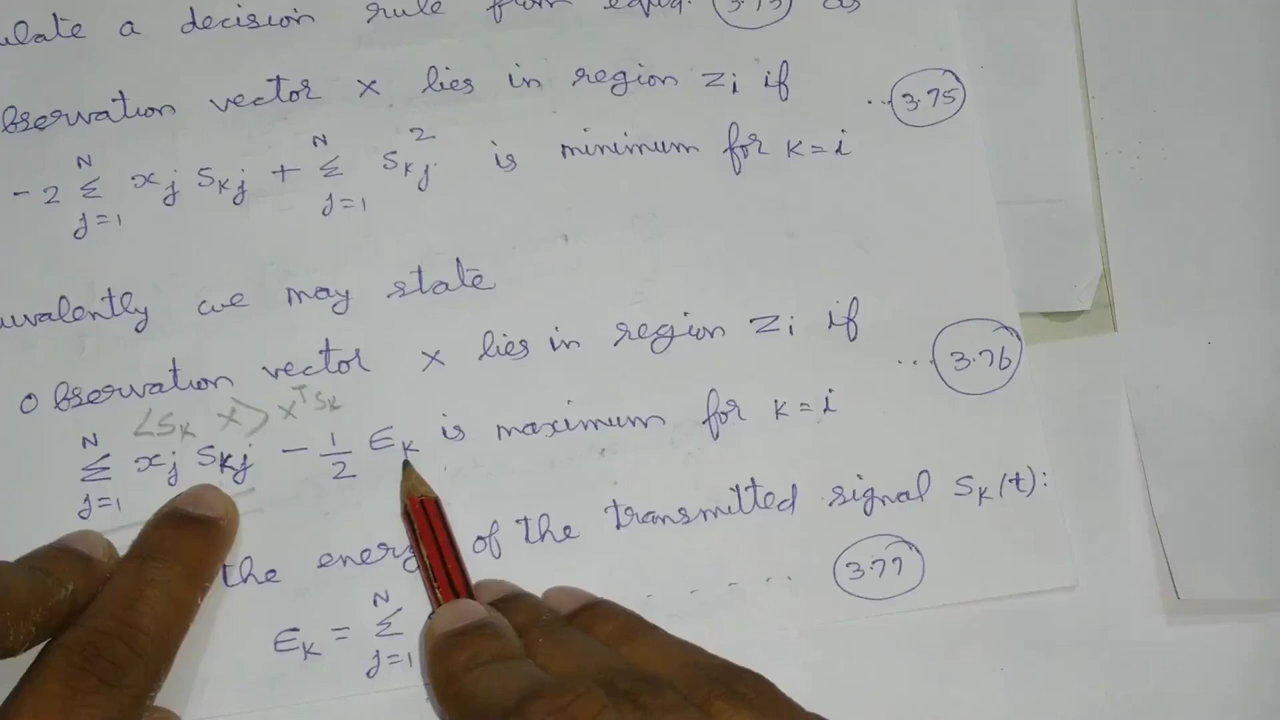 ulate a decision rule from equn. (3.73) as
bservation vector x lies in region Zi if
...(3.75)
-2 N Σ j=1 xj Skj + N Σ j=1 Skj² is minimum for k=i
uivalently we may state
observation vector x lies in region Zi if
...(3.76)
<Sk x> xᵀSk
N Σ j=1 xj Skj - 1/2 Ek is maximum for k=i
the energ of the transmitted signal Sk(t):
---...(3.77)
Ek = N Σ j=1